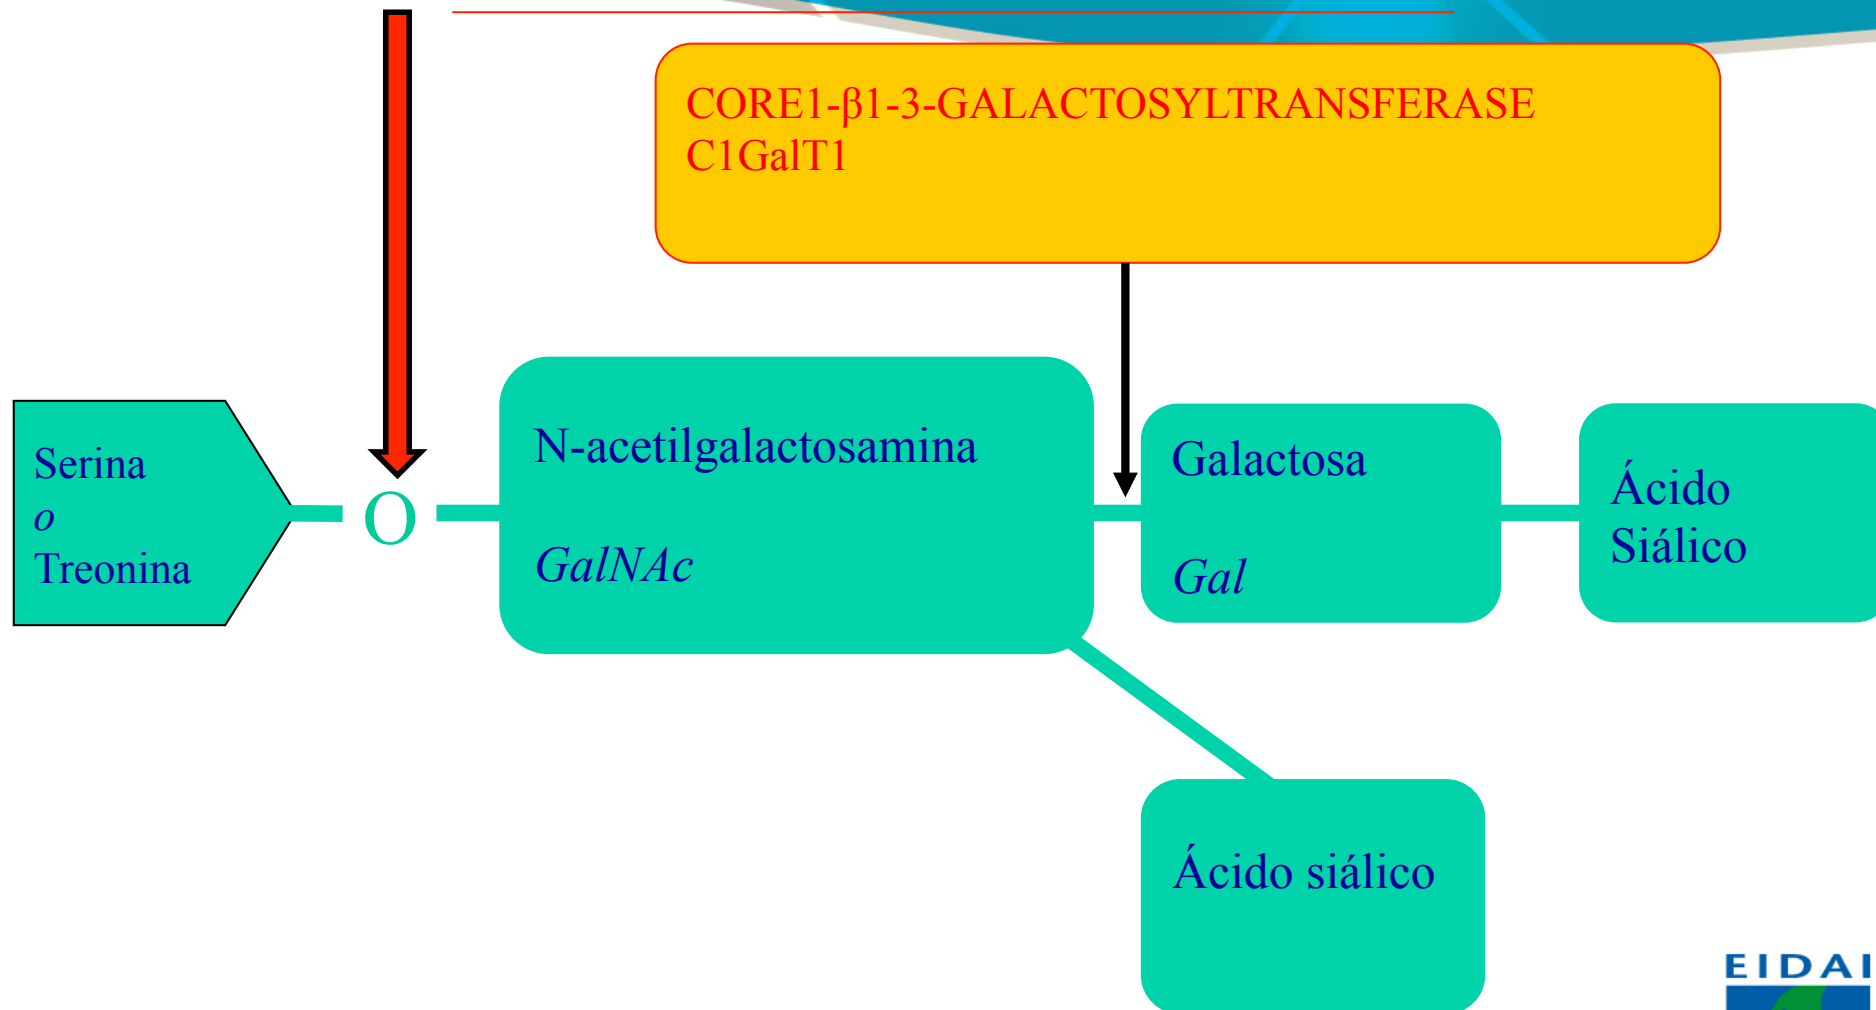 CORE1-β1-3-GALACTOSYLTRANSFERASE
C1GalT1
Serina
o
Treonina
O
N-acetilgalactosamina
GalNAc
Galactosa
Gal
Ácido
Siálico
Ácido siálico
EIDAI